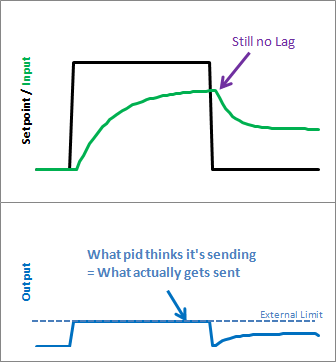 Still no Lag
Setpoint / Input
What pid thinks it's sending
= What actually gets sent
External Limit
Output